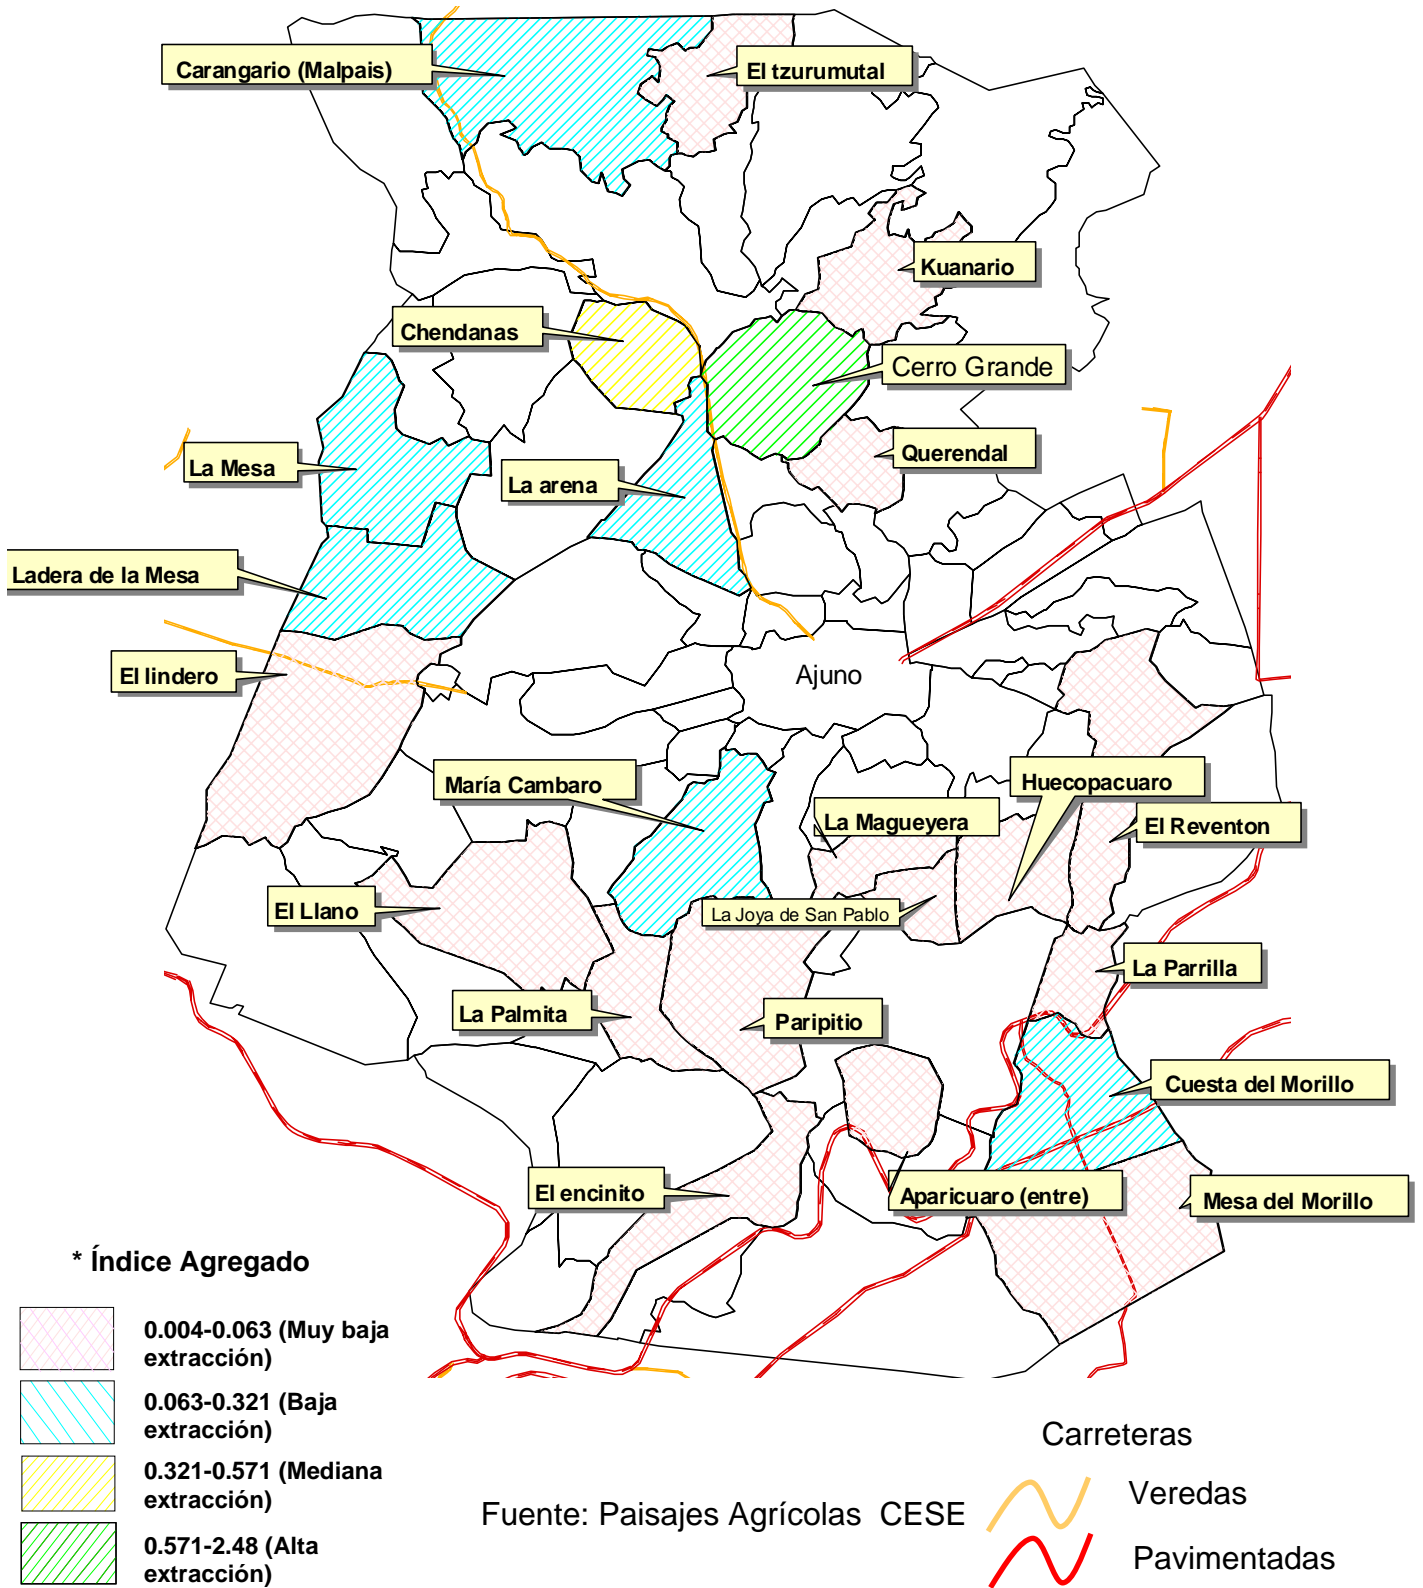 Carangario (Malpais)
El tzurumutal
Kuanario
Chendanas
Cerro Grande
La Mesa
La arena
Querendal
Ladera de la Mesa
El lindero
Ajuno
María Cambaro
Huecopacuaro
La Magueyera
El Reventon
El Llano
La Joya de San Pablo
La Parrilla
La Palmita
Paripitio
Cuesta del Morillo
El encinito
Aparicuaro (entre)
Mesa del Morillo
* Índice Agregado
0.004-0.063 (Muy baja
extracción)
0.063-0.321 (Baja
extracción)
0.321-0.571 (Mediana
extracción)
0.571-2.48 (Alta
extracción)
Fuente: Paisajes Agrícolas CESE
Carreteras
Veredas
Pavimentadas